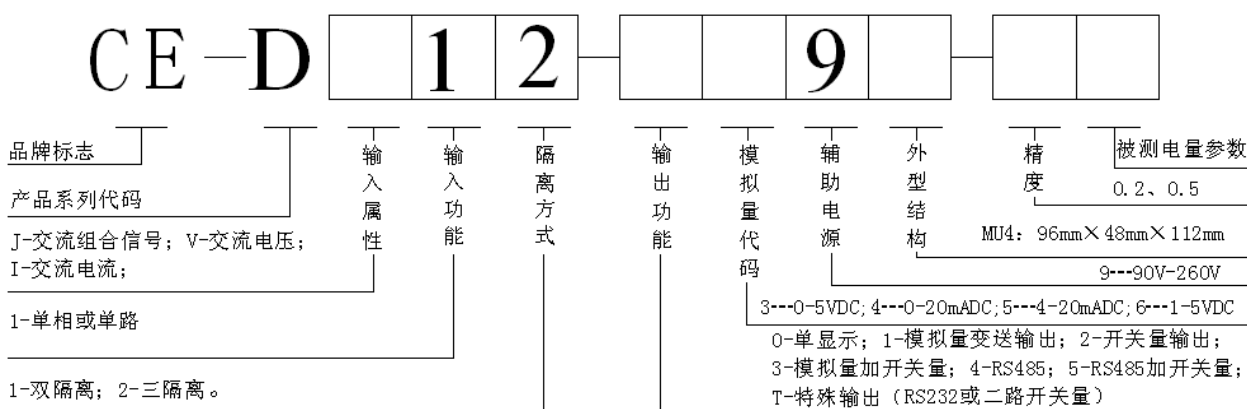 CE-D 12- 9 -
品牌标志
输入属性
输入功能
隔离方式
输出功能
模拟量代码
辅助电源
外型结构
精度
被测电量参数
产品系列代码
0.2、0.5
J-交流组合信号；V-交流电压；
I-交流电流；
MU4：96mm×48mm×112mm
9---90V-260V
1-单相或单路
3---0-5VDC;4---0-20mADC;5---4-20mADC;6---1-5VDC
0-单显示；1-模拟量变送输出；2-开关量输出；
3-模拟量加开关量；4-RS485；5-RS485加开关量；
T-特殊输出（RS232或二路开关量）
1-双隔离；2-三隔离。